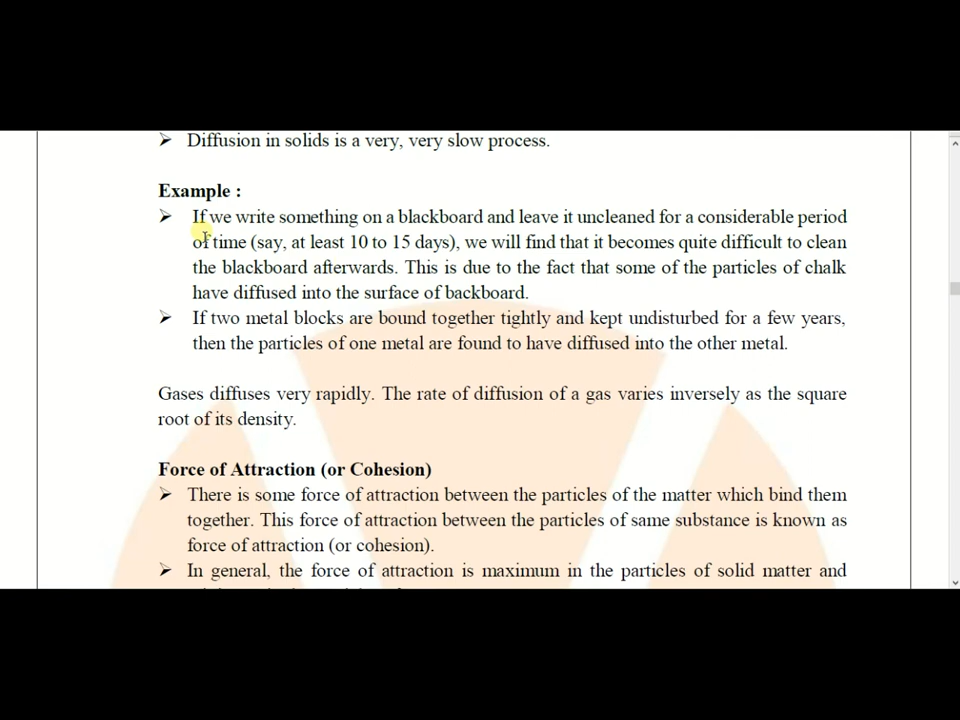 ➢ Diffusion in solids is a very, very slow process.
Example :
➢ If we write something on a blackboard and leave it uncleaned for a considerable period
of time (say, at least 10 to 15 days), we will find that it becomes quite difficult to clean
the blackboard afterwards. This is due to the fact that some of the particles of chalk
have diffused into the surface of backboard.
➢ If two metal blocks are bound together tightly and kept undisturbed for a few years,
then the particles of one metal are found to have diffused into the other metal.
Gases diffuses very rapidly. The rate of diffusion of a gas varies inversely as the square
root of its density.
Force of Attraction (or Cohesion)
➢ There is some force of attraction between the particles of the matter which bind them
together. This force of attraction between the particles of same substance is known as
force of attraction (or cohesion).
➢ In general, the force of attraction is maximum in the particles of solid matter and